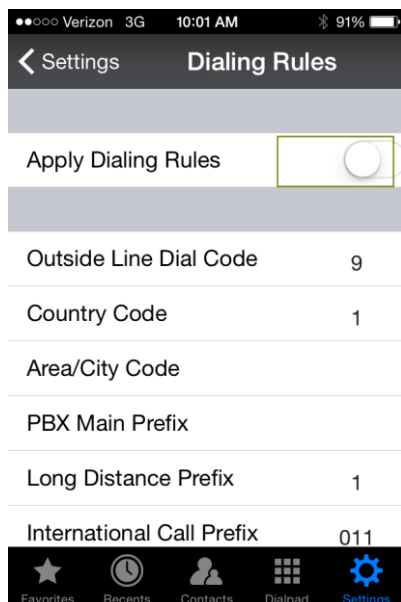 Verizon 3G 10:01 AM 91%
Settings Dialing Rules
Apply Dialing Rules
Outside Line Dial Code 9
Country Code 1
Area/City Code
PBX Main Prefix
Long Distance Prefix 1
International Call Prefix 011
Favorites Recents Contacts Dialpad Settings